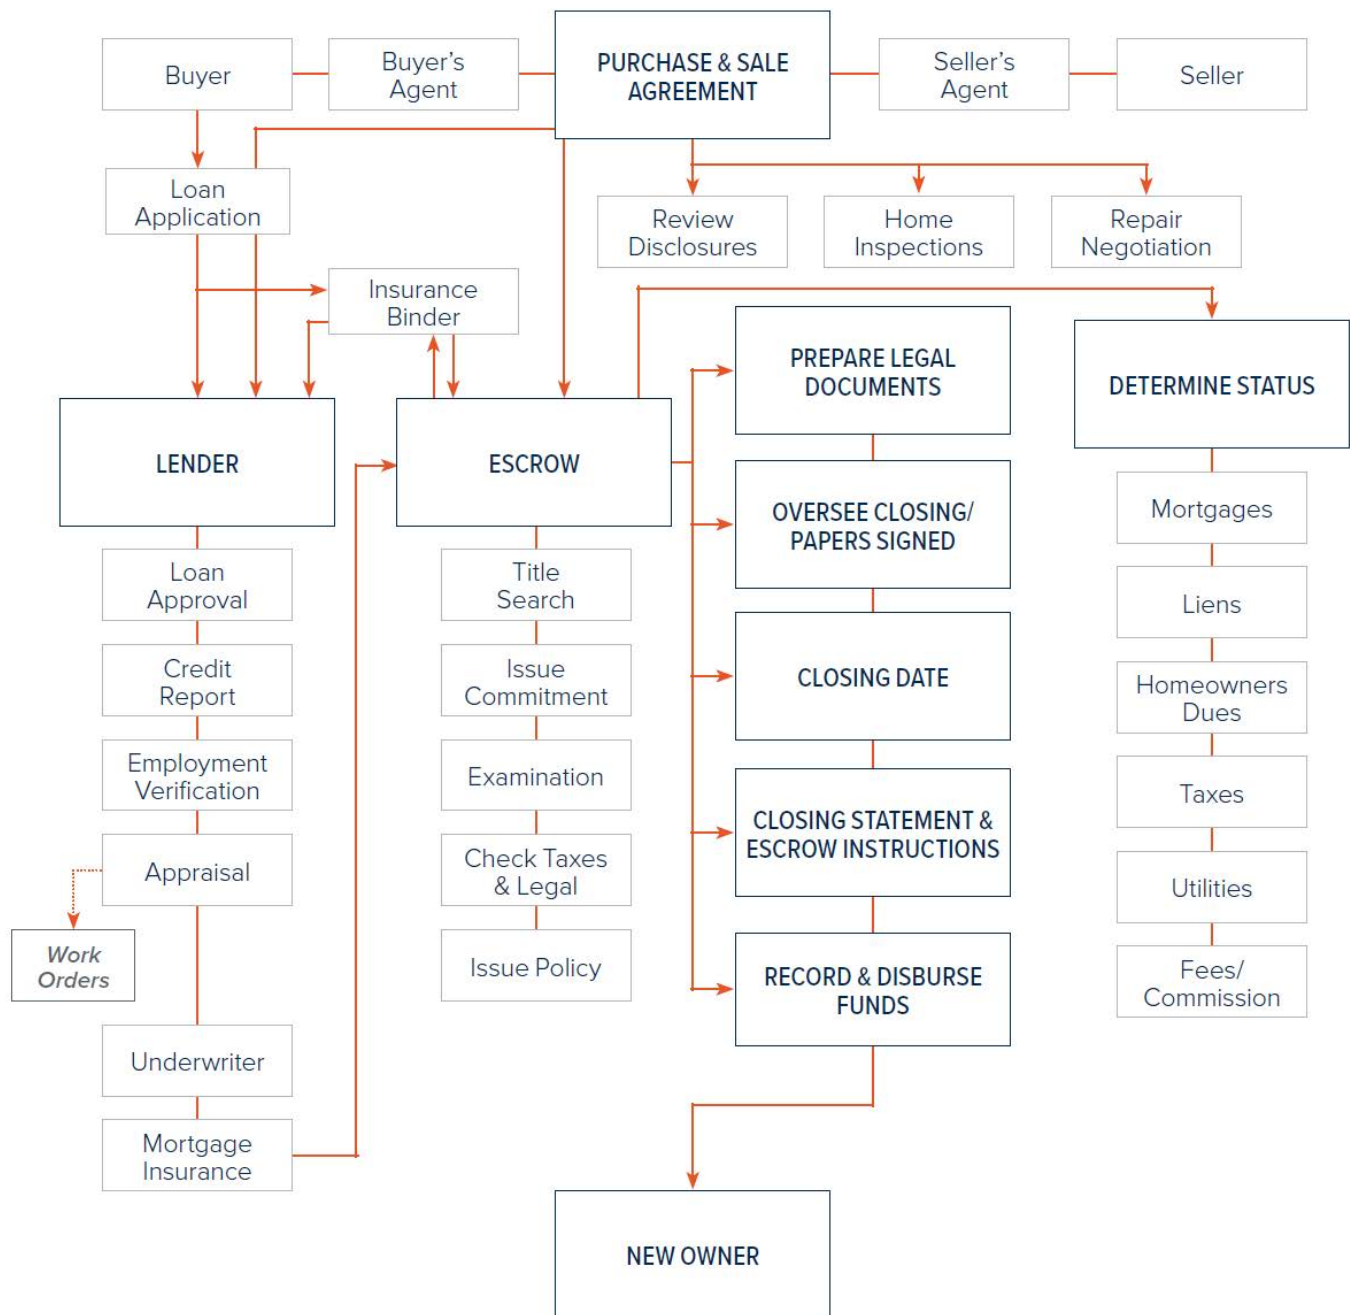 Buyer
Buyer's
Agent
PURCHASE & SALE
AGREEMENT
Seller's
Agent
Seller
Loan
Application
Review
Disclosures
Home
Inspections
Repair
Negotiation
Insurance
Binder
LENDER
ESCROW
PREPARE LEGAL
DOCUMENTS
DETERMINE STATUS
OVERSEE CLOSING/
PAPERS SIGNED
CLOSING DATE
CLOSING STATEMENT &
ESCROW INSTRUCTIONS
RECORD & DISBURSE
FUNDS
Loan
Approval
Credit
Report
Employment
Verification
Appraisal
Work
Orders
Underwriter
Mortgage
Insurance
Title
Search
Issue
Commitment
Examination
Check Taxes
& Legal
Issue Policy
Mortgages
Liens
Homeowners
Dues
Taxes
Utilities
Fees/
Commission
NEW OWNER